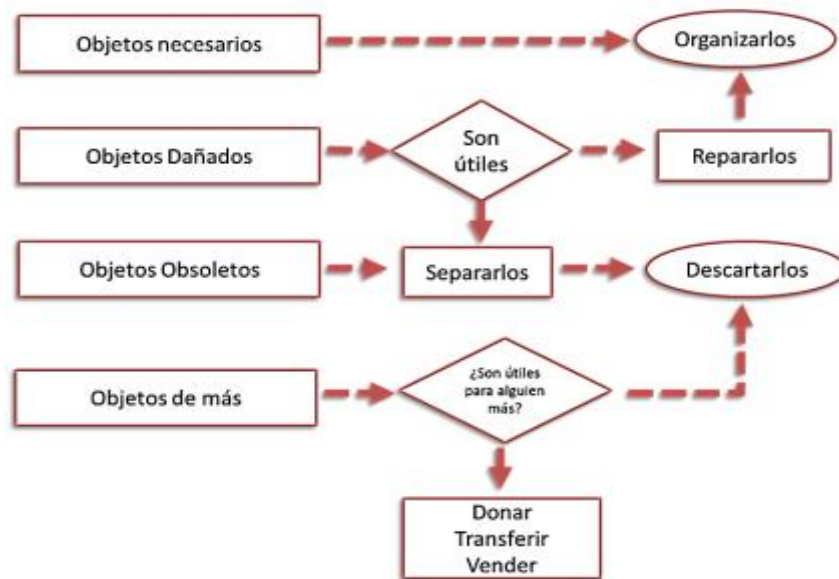 Objetos necesarios
Organizarlos
Objetos Dañados
Son
útiles
Repararlos
Objetos Obsoletos
Separarlos
Descartarlos
Objetos de más
¿Son útiles
para alguien
más?
Donar
Transferir
Vender